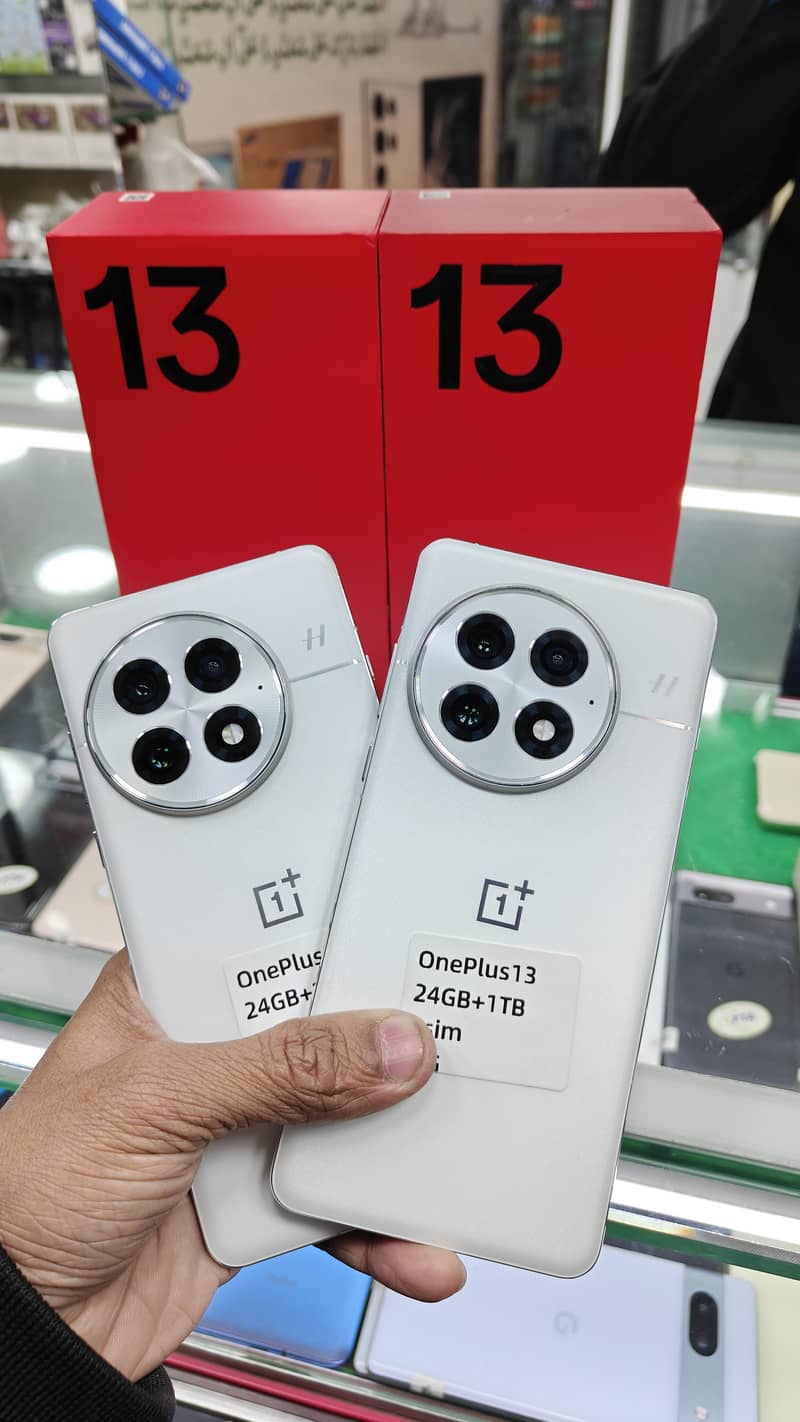 13
13
OnePlus
24GB+
OnePlus13
24GB+1TB
sim
G